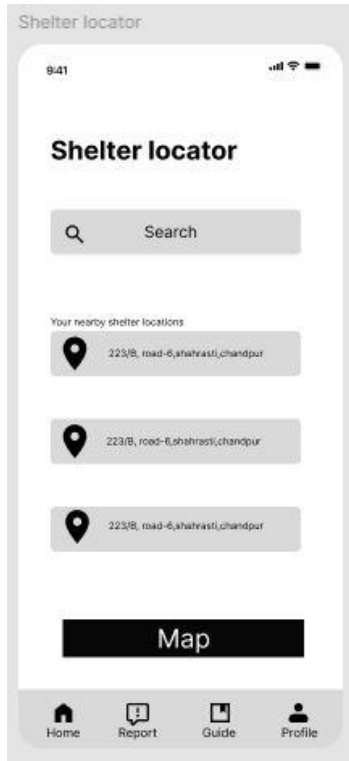 Shelter locator
9:41
Shelter locator
Search
Your nearby shelter locations
223/B, road-6,shahrasti,chandpur
223/B, road-6,shahrasti,chandpur
223/B, road-6,shahrasti,chandpur
Map
Home Report Guide Profile